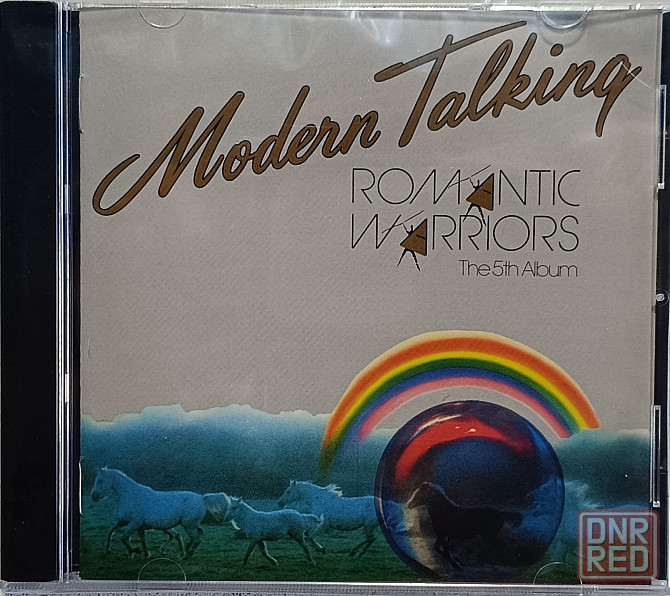 Modern Talking
ROMANTIC
WARRIORS
The 5th Album
DNR
RED